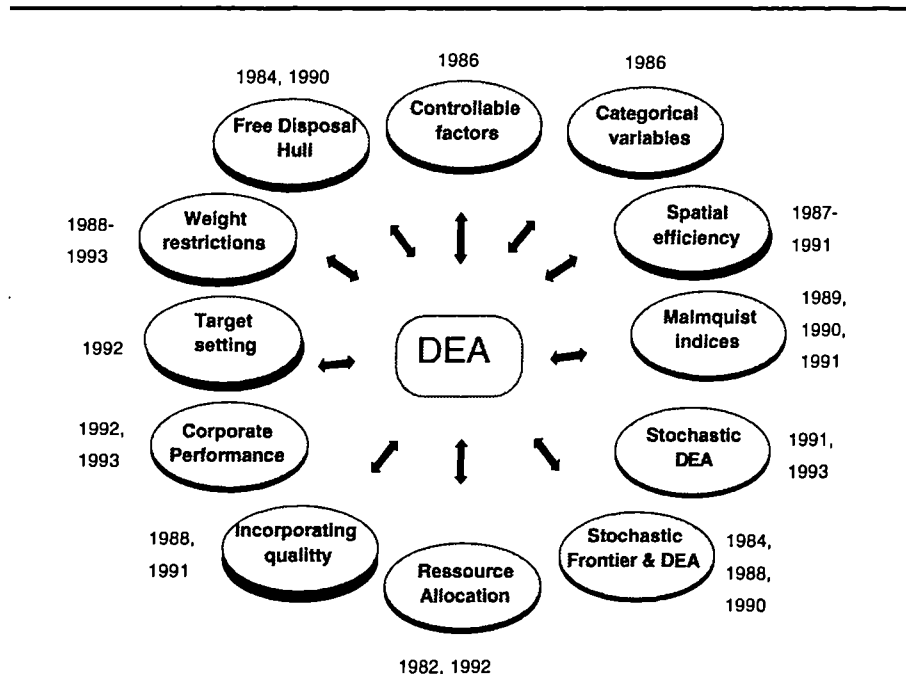 1984, 1990
Free Disposal
Hull
1986
Controllable
factors
1986
Categorical
variables
1988-
1993
Weight
restrictions
Spatial
efficiency
1987-
1991
1992
Target
setting
DEA
Malmquist
indices
1989,
1990,
1991
1992,
1993
Corporate
Performance
Stochastic
DEA
1991,
1993
1988,
1991
Incorporating
qualitty
Ressource
Allocation
1982, 1992
Stochastic
Frontier & DEA
1984,
1988,
1990